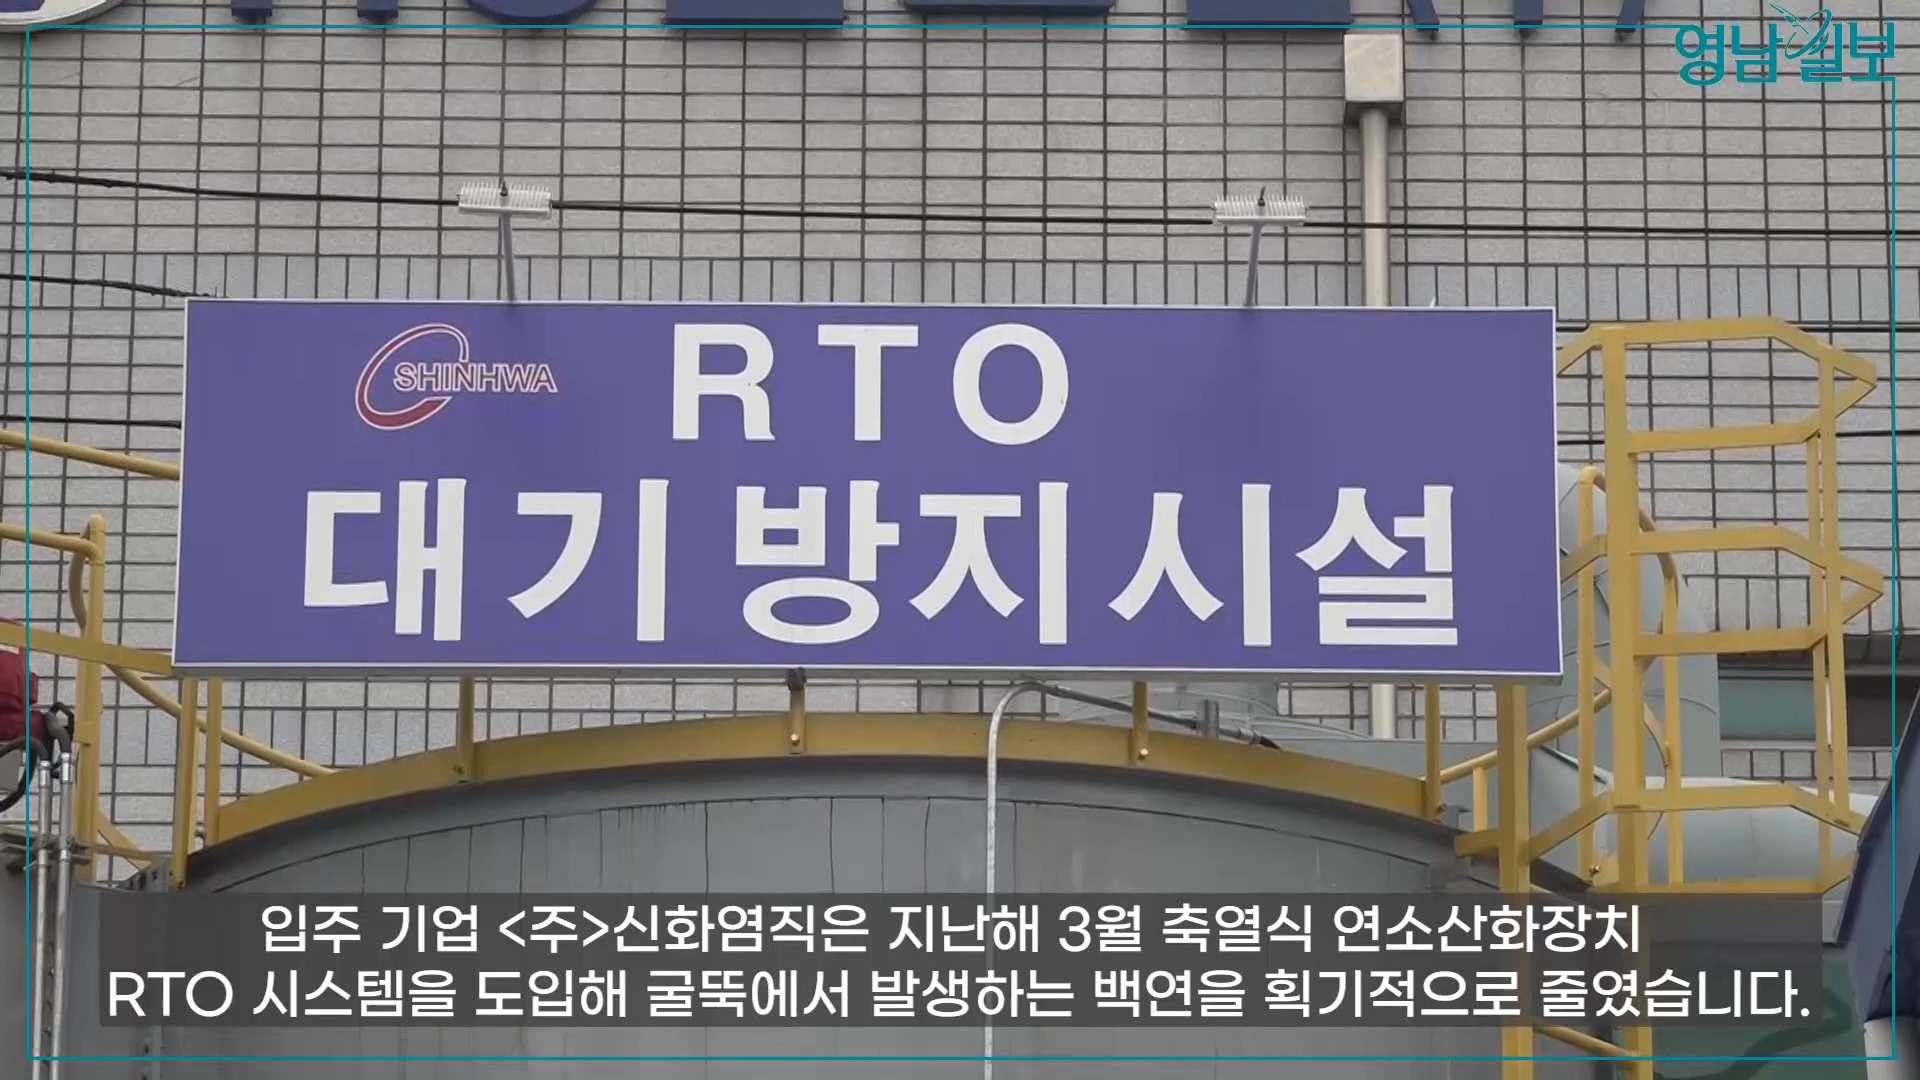 영남일보
SHINHWA
RTO
대기방지시설
입주 기업 <주>신화염직은 지난해 3월 축열식 연소산화장치
RTO 시스템을 도입해 굴뚝에서 발생하는 백연을 획기적으로 줄였습니다.